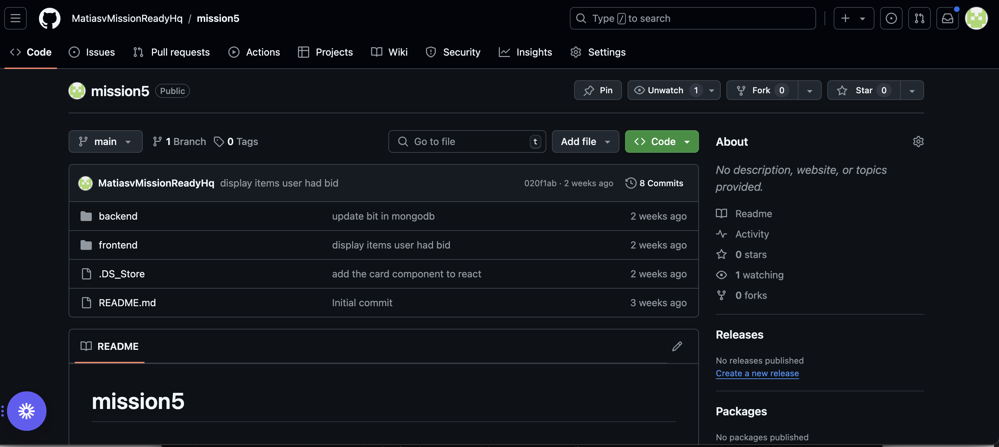 MatiasvMissionReadyHq / mission5
Type / to search
Code Issues Pull requests Actions Projects Wiki Security Insights Settings
mission5 Public
Pin Unwatch 1 Fork 0 Star 0
main 1 Branch 0 Tags
Go to file t Add file Code
MatiasvMissionReadyHq display items user had bid 020f1ab · 2 weeks ago 8 Commits
backend update bit in mongodb 2 weeks ago
frontend display items user had bid 2 weeks ago
.DS_Store add the card component to react 2 weeks ago
README.md Initial commit 3 weeks ago
README
mission5
About
No description, website, or topics
provided.
Readme
Activity
0 stars
1 watching
0 forks
Releases
No releases published
Create a new release
Packages
No packages published